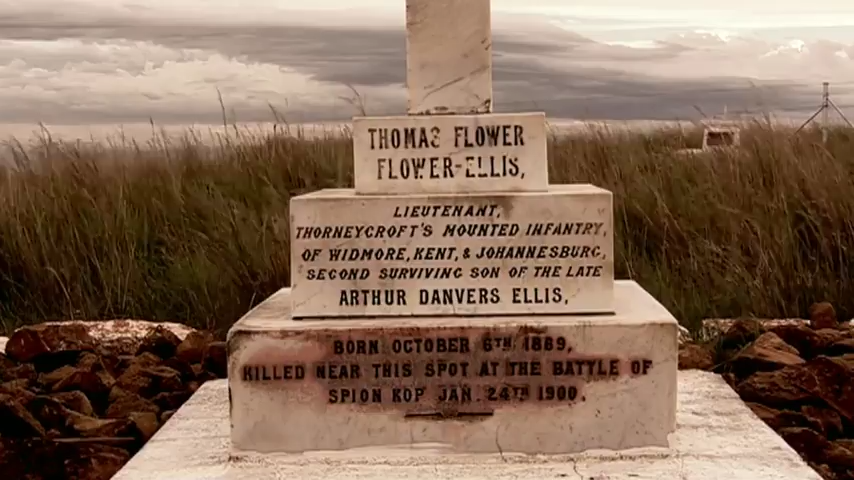 THOMAS FLOWER
FLOWER-ELLIS,
LIEUTENANT,
THORNEYCROFT'S MOUNTED INFANTRY,
OF WIDMORE, KENT, & JOHANNESBURG,
SECOND SURVIVING SON OF THE LATE
ARTHUR DANVERS ELLIS,
BORN OCTOBER 6TH 1869,
KILLED NEAR THIS SPOT AT THE BATTLE OF
SPION KOP JAN. 24TH 1900.